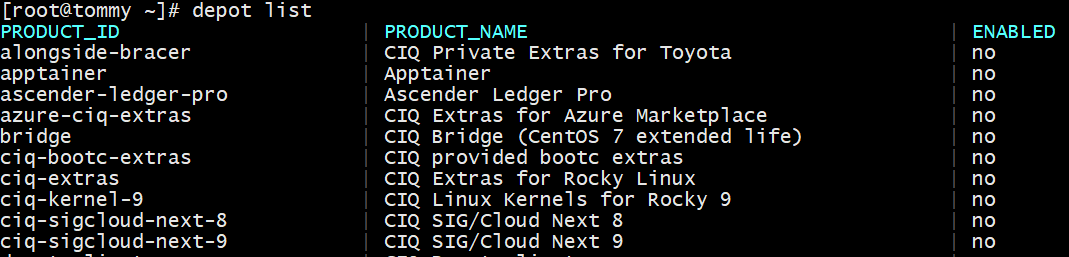 [root@tommy ~]# depot list
PRODUCT_ID | PRODUCT_NAME | ENABLED
alongside-bracer | CIQ Private Extras for Toyota | no
apptainer | Apptainer | no
ascender-ledger-pro | Ascender Ledger Pro | no
azure-ciq-extras | CIQ Extras for Azure Marketplace | no
bridge | CIQ Bridge (CentOS 7 extended life) | no
ciq-bootc-extras | CIQ provided bootc extras | no
ciq-extras | CIQ Extras for Rocky Linux | no
ciq-kernel-9 | CIQ Linux Kernels for Rocky 9 | no
ciq-sigcloud-next-8 | CIQ SIG/Cloud Next 8 | no
ciq-sigcloud-next-9 | CIQ SIG/Cloud Next 9 | no